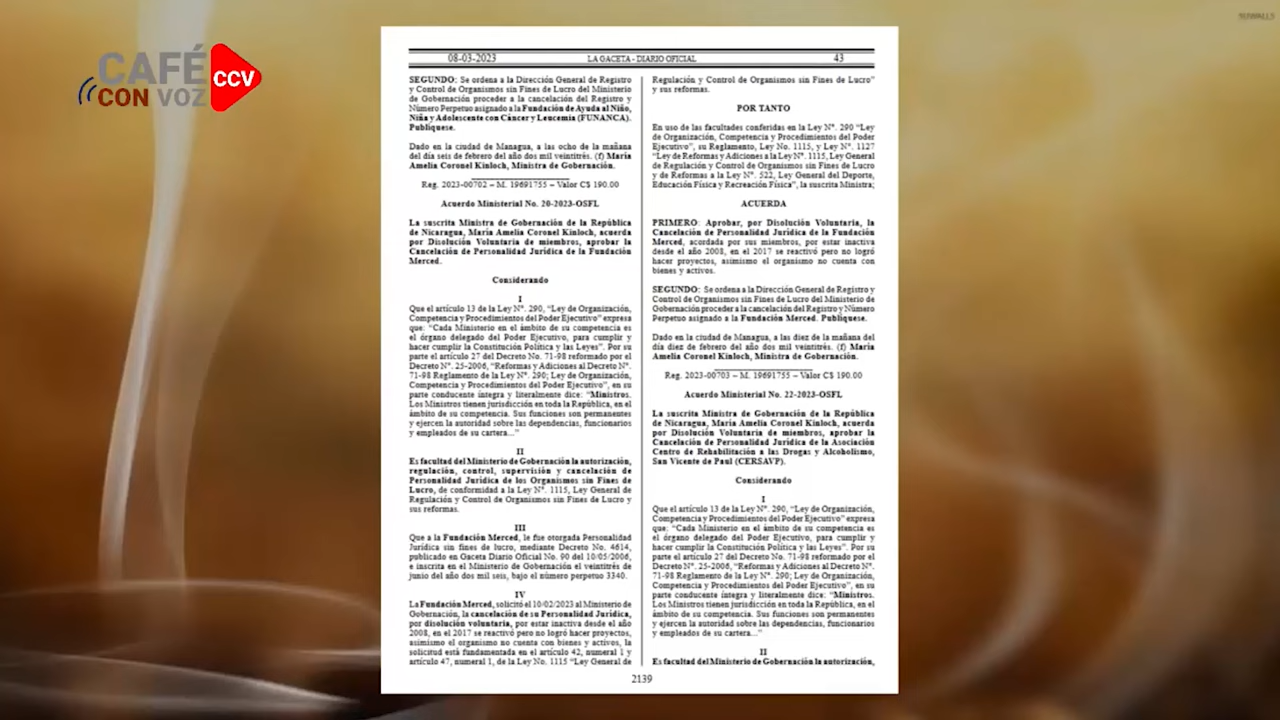 CAFÉ
CON VOZ
CCV
08-03-2023 LA GACETA - DIARIO OFICIAL 43
SEGUNDO: Se ordena a la Dirección General de Registro
y Control de Organismos sin Fines de Lucro del Ministerio
de Gobernación proceder a la cancelación del Registro y
Número Perpetuo asignado a la Fundación de Ayuda al Niño,
Niña y Adolescente con Cáncer y Leucemia (FUNANCA).
Publíquese.
Dado en la ciudad de Managua, a las ocho de la mañana
del día seis de febrero del año dos mil veintitrés. (f) María
Amelia Coronel Kinloch, Ministra de Gobernación.
Reg. 2023-00702 – M. 19691755 – Valor C$ 190.00
Acuerdo Ministerial No. 20-2023-OSFL
La suscrita Ministra de Gobernación de la República
de Nicaragua, María Amelia Coronel Kinloch, acuerda
por Disolución Voluntaria de miembros, aprobar la
Cancelación de Personalidad Jurídica de la Fundación
Merced.
Considerando
I
Que el artículo 13 de la Ley N°. 290, “Ley de Organización,
Competencia y Procedimientos del Poder Ejecutivo” expresa
que: “Cada Ministerio en el ámbito de su competencia es
el órgano delegado del Poder Ejecutivo, para cumplir y
hacer cumplir la Constitución Política y las Leyes”. Por su
parte el artículo 27 del Decreto No. 71-98 reformado por el
Decreto N°. 25-2006, “Reformas y Adiciones al Decreto N°.
71-98 Reglamento de la Ley N°. 290; Ley de Organización,
Competencia y Procedimientos del Poder Ejecutivo”, en su
parte conducente íntegra y literalmente dice: “Ministros.
Los Ministros tienen jurisdicción en toda la República, en el
ámbito de su competencia. Sus funciones son permanentes
y ejercen la autoridad sobre las dependencias, funcionarios
y empleados de su cartera...”
II
Es facultad del Ministerio de Gobernación la autorización,
regulación, control, supervisión y cancelación de
Personalidad Jurídica de los Organismos sin Fines de
Lucro, de conformidad a la Ley N°. 1115, Ley General de
Regulación y Control de Organismos sin Fines de Lucro y
sus reformas.
III
Que a la Fundación Merced, le fue otorgada Personalidad
Jurídica sin fines de lucro, mediante Decreto No. 4614,
publicado en Gaceta Diario Oficial No. 90 del 10/05/2006,
e inscrita en el Ministerio de Gobernación el veintitrés de
junio del año dos mil seis, bajo el número perpetuo 3340.
IV
La Fundación Merced, solicitó el 10/02/2023 al Ministerio de
Gobernación, la cancelación de su Personalidad Jurídica,
por disolución voluntaria, por estar inactiva desde el año
2008, en el 2017 se reactivó pero no logró hacer proyectos,
asimismo el organismo no cuenta con bienes y activos, la
solicitud está fundamentada en el artículo 42, numeral 1 y
artículo 47, numeral 1, de la Ley No. 1115 “Ley General de
Regulación y Control de Organismos sin Fines de Lucro”
y sus reformas.
POR TANTO
En uso de las facultades conferidas en la Ley N°. 290 “Ley
de Organización, Competencia y Procedimientos del Poder
Ejecutivo”, su Reglamento, Ley No. 1115, y Ley N°. 1127
“Ley de Reformas y Adiciones a la Ley N°. 1115, Ley General
de Regulación y Control de Organismos sin Fines de Lucro
y de Reformas a la Ley N°. 522, Ley General del Deporte,
Educación Física y Recreación Física”, la suscrita Ministra;
ACUERDA
PRIMERO: Aprobar, por Disolución Voluntaria, la
Cancelación de Personalidad Jurídica de la Fundación
Merced, acordada por sus miembros, por estar inactiva
desde el año 2008, en el 2017 se reactivó pero no logró
hacer proyectos, asimismo el organismo no cuenta con
bienes y activos.
SEGUNDO: Se ordena a la Dirección General de Registro y
Control de Organismos sin Fines de Lucro del Ministerio de
Gobernación proceder a la cancelación del Registro y Número
Perpetuo asignado a la Fundación Merced. Publíquese.
Dado en la ciudad de Managua, a las diez de la mañana del
día diez de febrero del año dos mil veintitrés. (f) María
Amelia Coronel Kinloch, Ministra de Gobernación.
Reg. 2023-00703 – M. 19691755 – Valor C$ 190.00
Acuerdo Ministerial No. 22-2023-OSFL
La suscrita Ministra de Gobernación de la República
de Nicaragua, María Amelia Coronel Kinloch, acuerda
por Disolución Voluntaria de miembros, aprobar la
Cancelación de Personalidad Jurídica de la Asociación
Centro de Rehabilitación a las Drogas y Alcoholismo,
San Vicente de Paul (CERSAVP).
Considerando
I
Que el artículo 13 de la Ley N°. 290, “Ley de Organización,
Competencia y Procedimientos del Poder Ejecutivo” expresa
que: “Cada Ministerio en el ámbito de su competencia es
el órgano delegado del Poder Ejecutivo, para cumplir y
hacer cumplir la Constitución Política y las Leyes”. Por su
parte el artículo 27 del Decreto No. 71-98 reformado por el
Decreto N°. 25-2006, “Reformas y Adiciones al Decreto N°.
71-98 Reglamento de la Ley N°. 290; Ley de Organización,
Competencia y Procedimientos del Poder Ejecutivo”, en su
parte conducente íntegra y literalmente dice: “Ministros.
Los Ministros tienen jurisdicción en toda la República, en el
ámbito de su competencia. Sus funciones son permanentes
y ejercen la autoridad sobre las dependencias, funcionarios
y empleados de su cartera...”
II
Es facultad del Ministerio de Gobernación la autorización,
2139